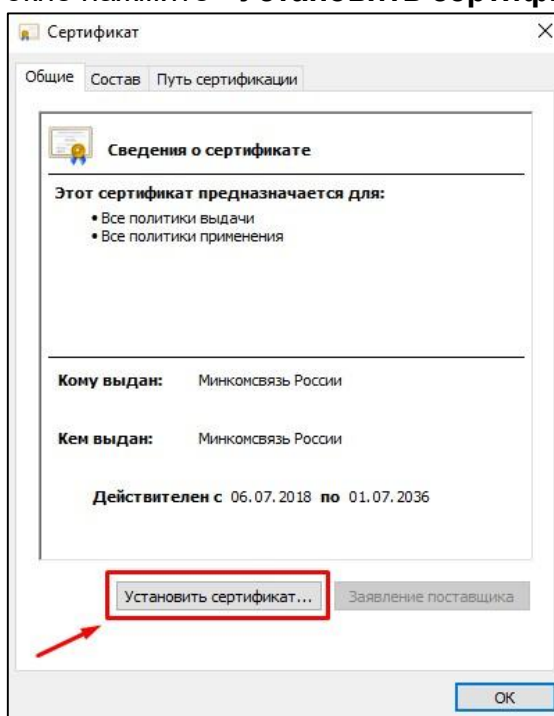 Сертификат
Общие Состав Путь сертификации
Сведения о сертификате
Этот сертификат предназначается для:
• Все политики выдачи
• Все политики применения
Кому выдан: Минкомсвязь России
Кем выдан: Минкомсвязь России
Действителен с 06.07.2018 по 01.07.2036
Установить сертификат... Заявление поставщика
OK